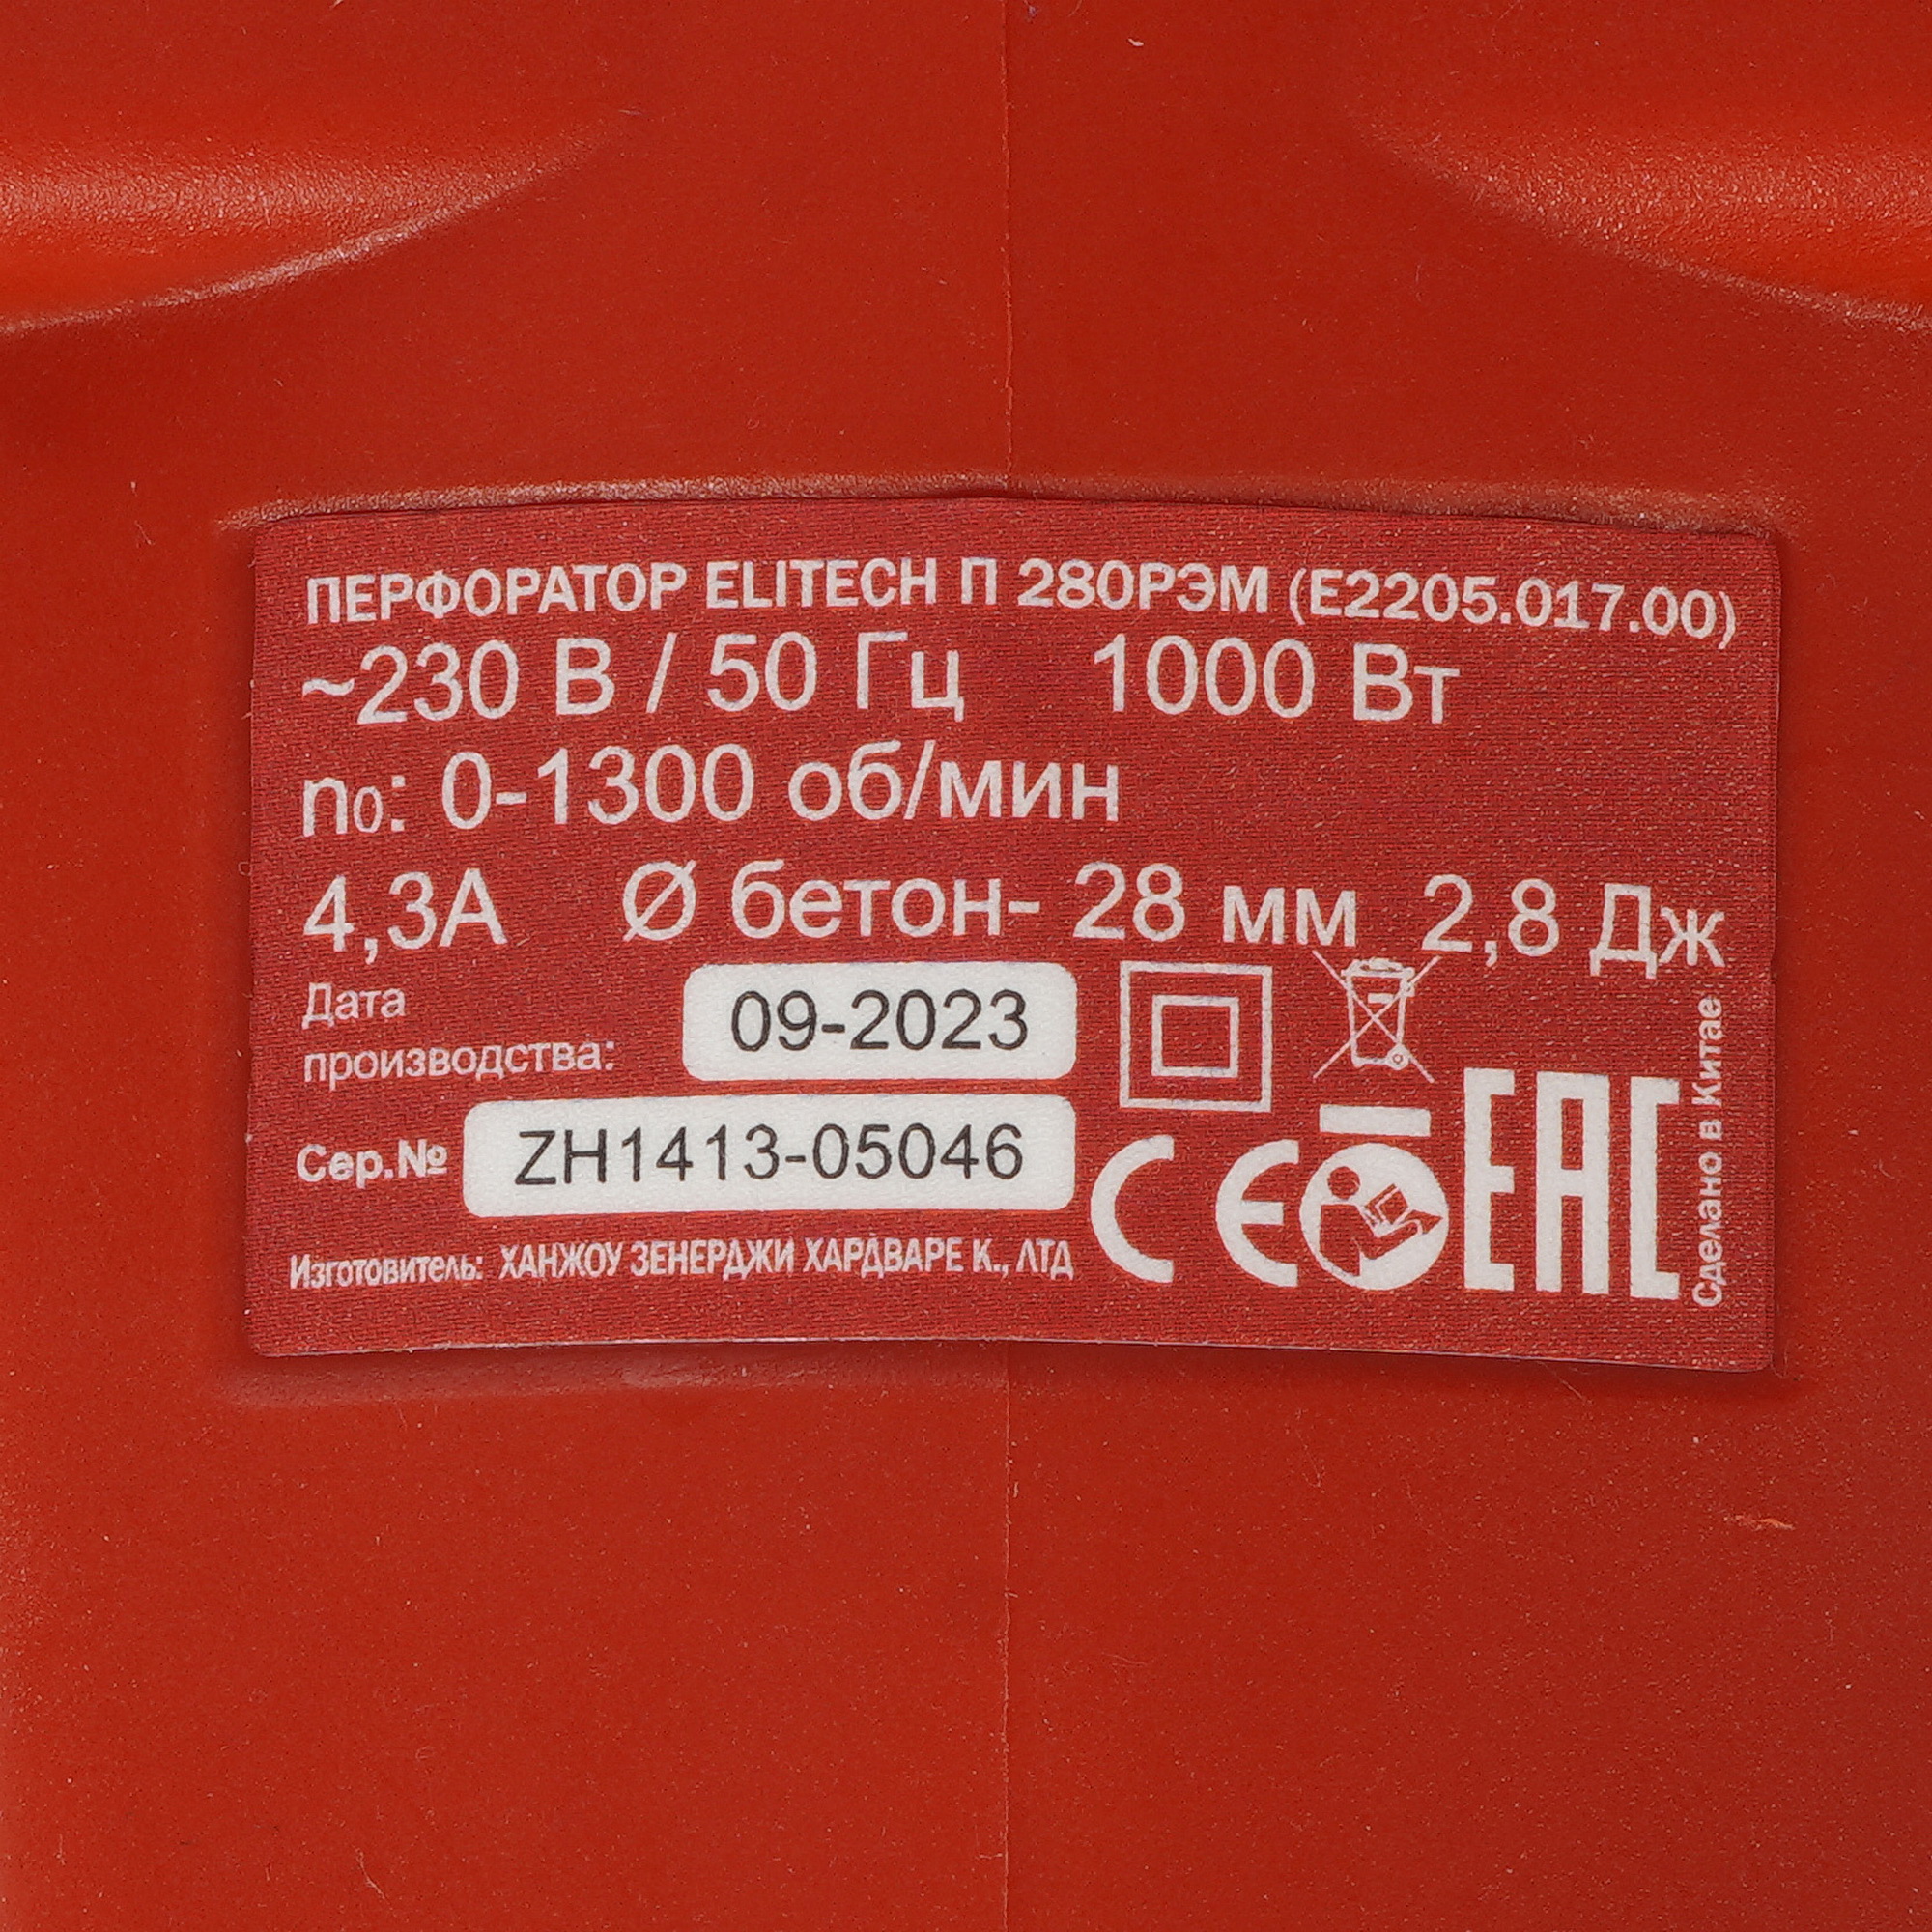 ПЕРФОРАТОР ELITECH П 280РЭМ (E2205.017.00)
~230 В / 50 Гц 1000 Вт
n₀: 0-1300 об/мин
4,3А Ø бетон- 28 мм 2,8 Дж
Дата
производства: 09-2023
Сер.№ ZH1413-05046
Изготовитель: ХАНЖОУ ЗЕНЕРДЖИ ХАРДВАРЕ К., ЛТД
CE EAC
Сделано в Китае